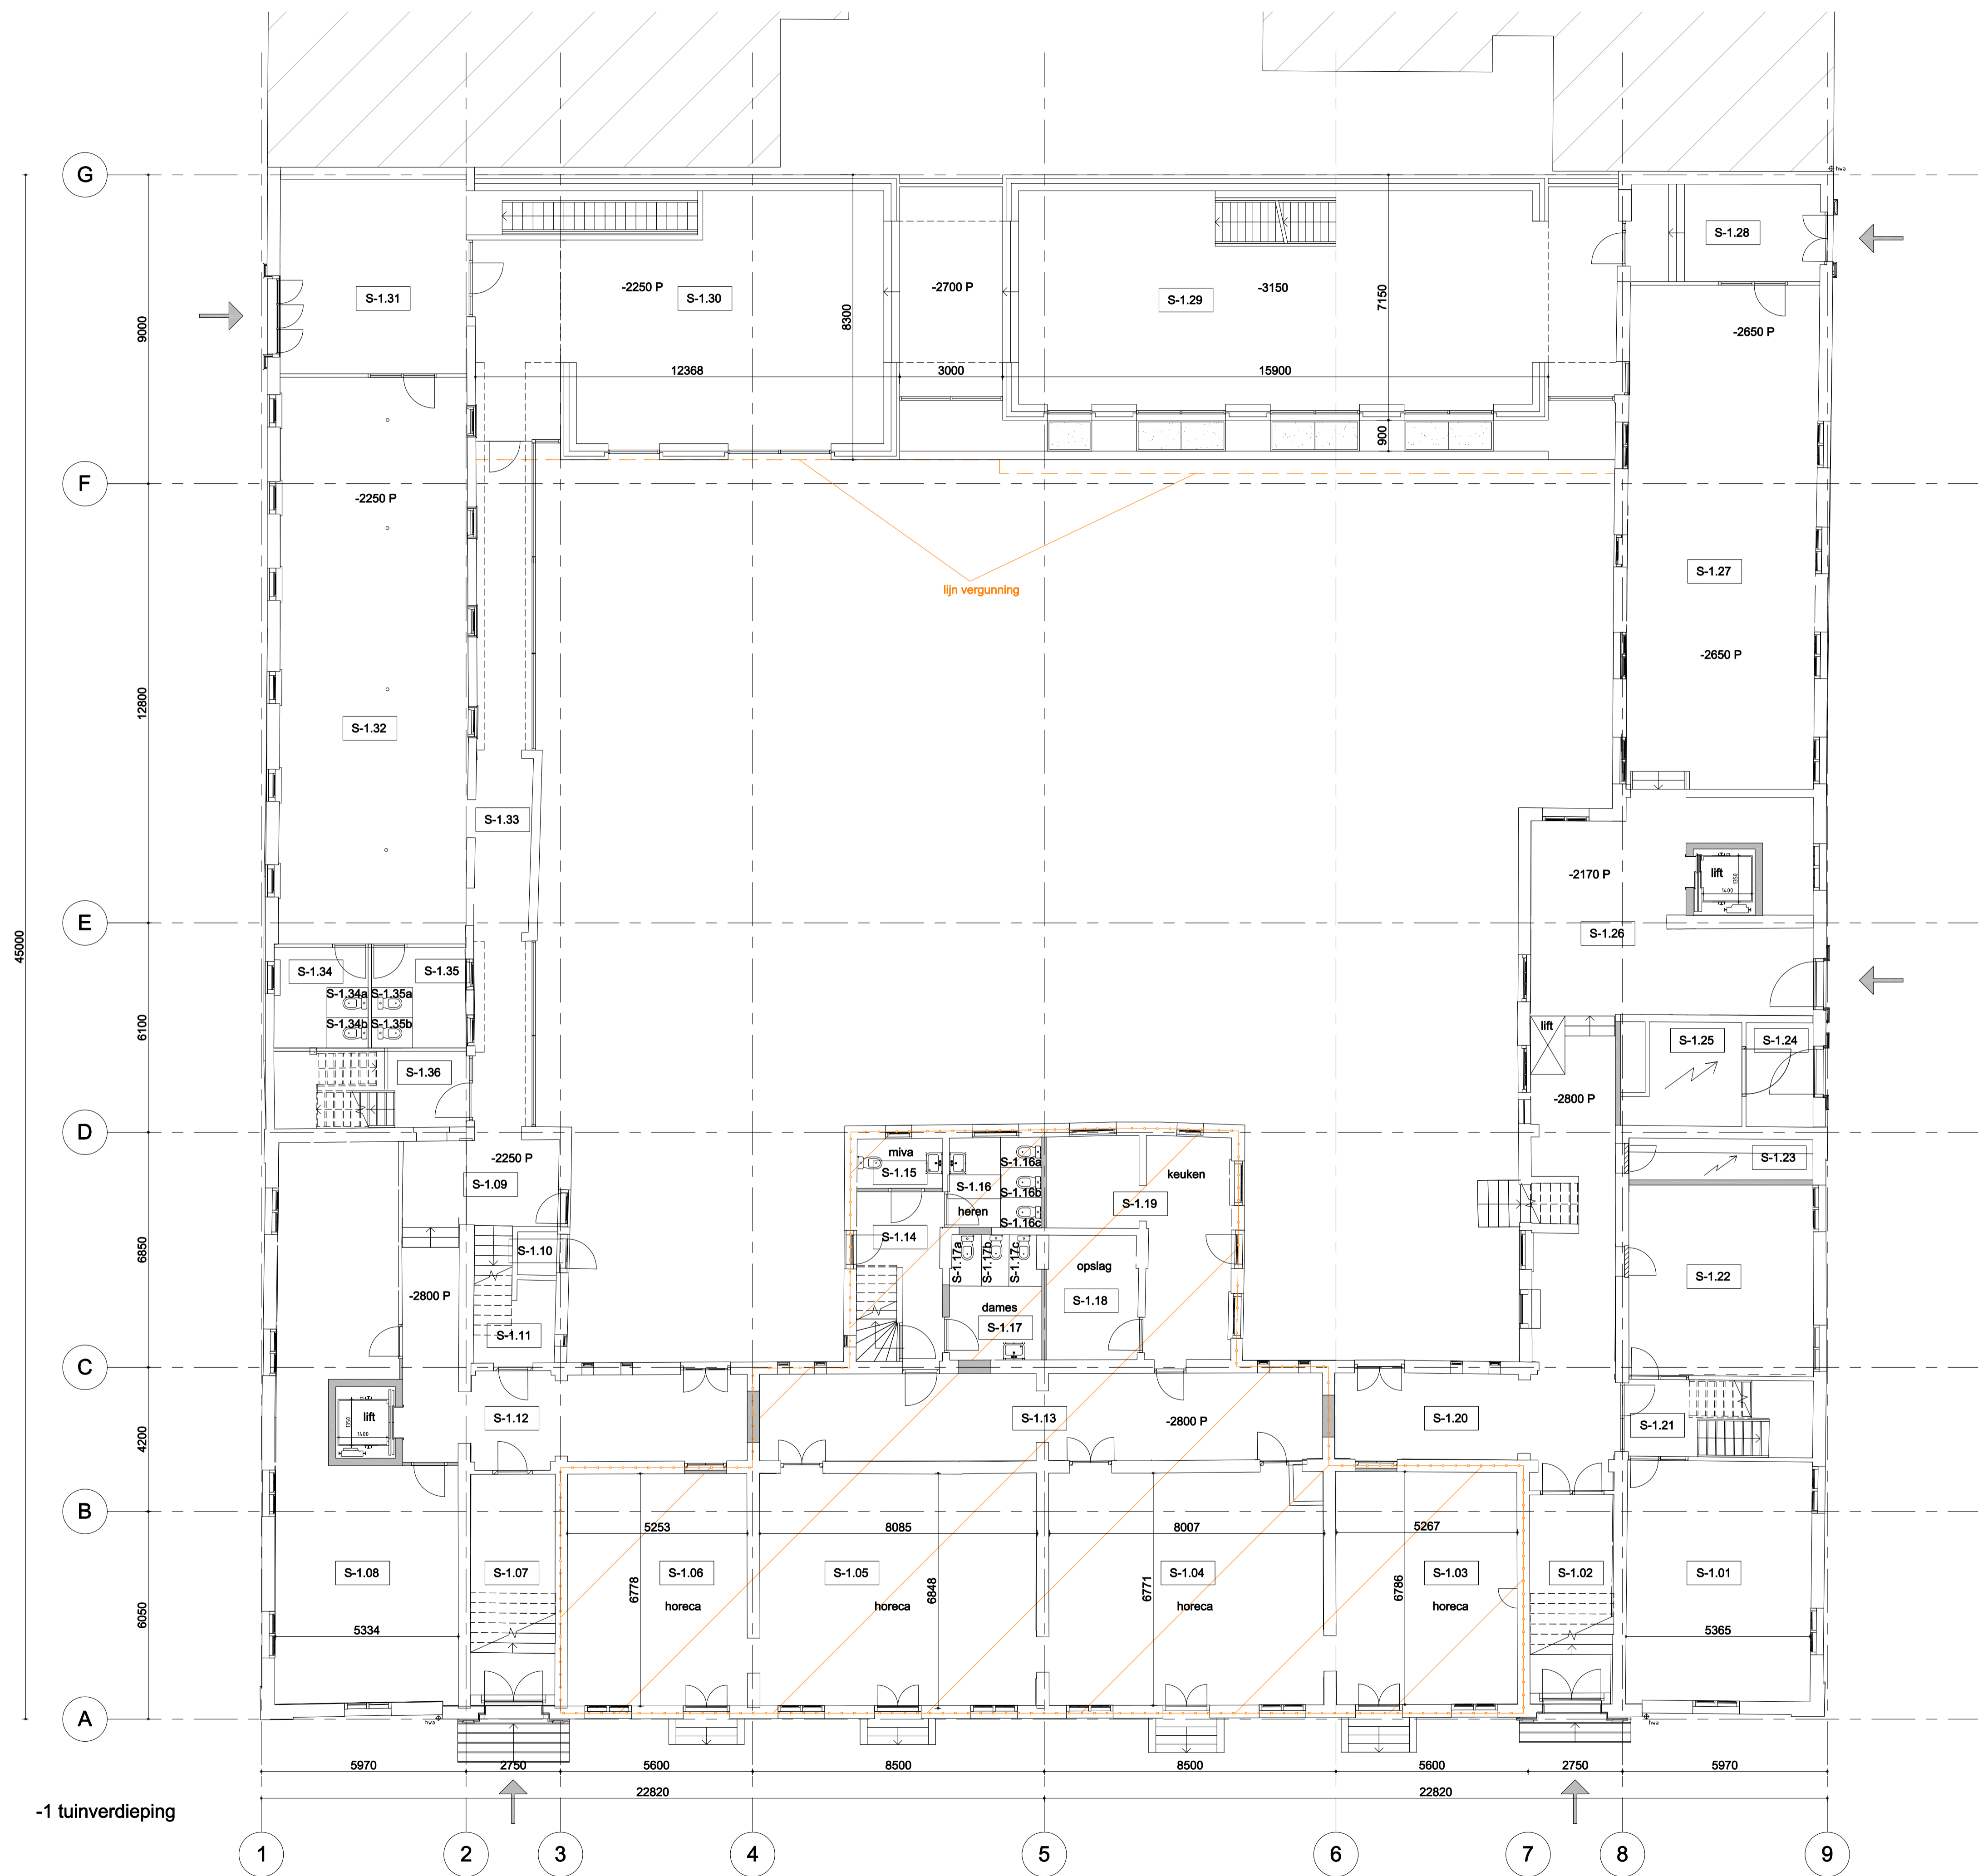 hwa
G
S-1.28
S-1.31
-2250 P
S-1.30
-2700 P
S-1.29
-3150
7150
8300
9000
-2650 P
12368
3000
15900
900
F
-2250 P
lijn vergunning
S-1.27
-2650 P
12800
S-1.32
S-1.33
-2170 P
lift
1350
1400
E
45000
S-1.26
S-1.34
S-1.35
S-1.34a
S-1.35a
S-1.34b
S-1.35b
6100
lift
S-1.25
S-1.24
S-1.36
-2800 P
D
-2250 P
miva
S-1.15
S-1.16a
S-1.16
S-1.16b
heren
S-1.16c
keuken
S-1.19
S-1.23
S-1.09
S-1.14
S-1.10
6850
S-1.17a
S-1.17b
S-1.17c
opslag
S-1.18
S-1.22
-2800 P
dames
S-1.17
S-1.11
C
lift
1350
1400
S-1.12
S-1.13
-2800 P
S-1.20
S-1.21
4200
B
5253
8085
8007
5267
S-1.08
S-1.07
S-1.06
S-1.05
S-1.04
S-1.03
S-1.02
S-1.01
6778
6848
6771
6786
horeca
horeca
horeca
horeca
6050
5334
5365
A
hwa
hwa
5970
2750
5600
8500
8500
5600
2750
5970
22820
22820
-1 tuinverdieping
1
2
3
4
5
6
7
8
9